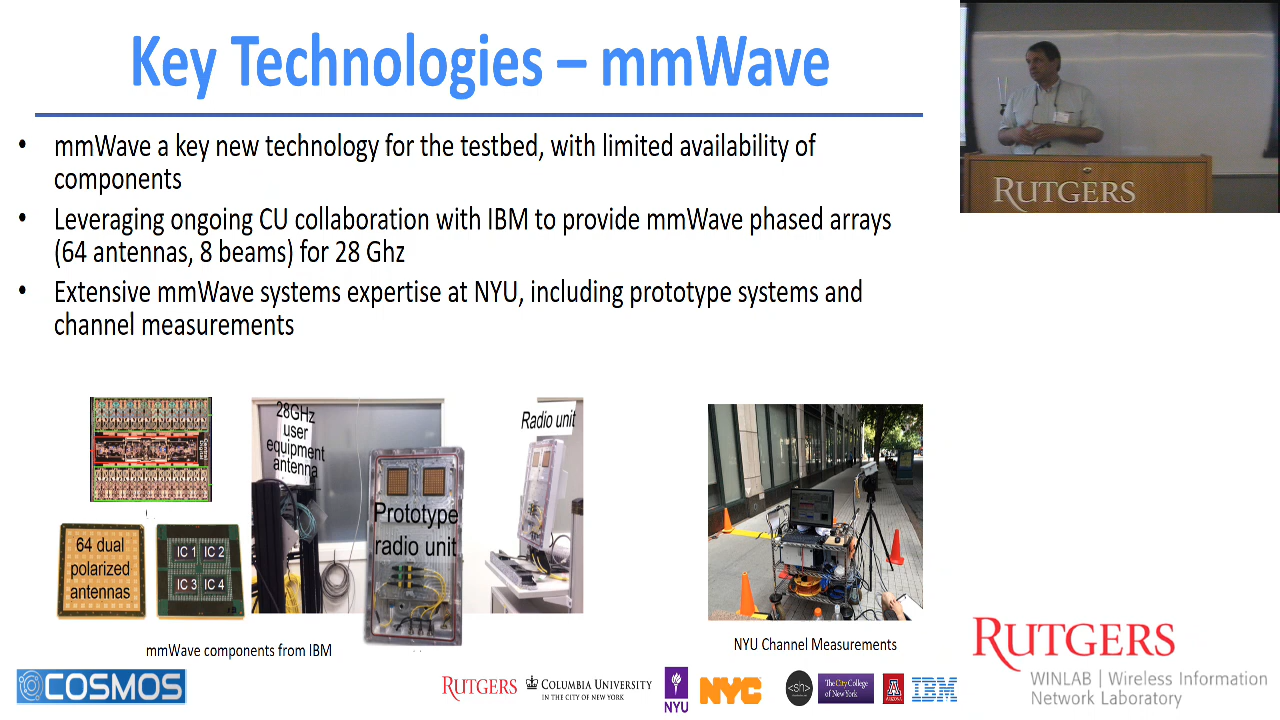 Key Technologies – mmWave
• mmWave a key new technology for the testbed, with limited availability of
components
• Leveraging ongoing CU collaboration with IBM to provide mmWave phased arrays
(64 antennas, 8 beams) for 28 Ghz
• Extensive mmWave systems expertise at NYU, including prototype systems and
channel measurements
RUTGERS
28GHz
user
equipment
antenna
Radio unit
Prototype
radio unit
64 dual
polarized
antennas
IC 1 IC 2
IC 3 IC 4
mmWave components from IBM
NYU Channel Measurements
COSMOS
RUTGERS
COLUMBIA UNIVERSITY
IN THE CITY OF NEW YORK
NYU
NYC
<sh>
The City College
of New York
A
ARIZONA
IBM
RUTGERS
WINLAB | Wireless Information
Network Laboratory